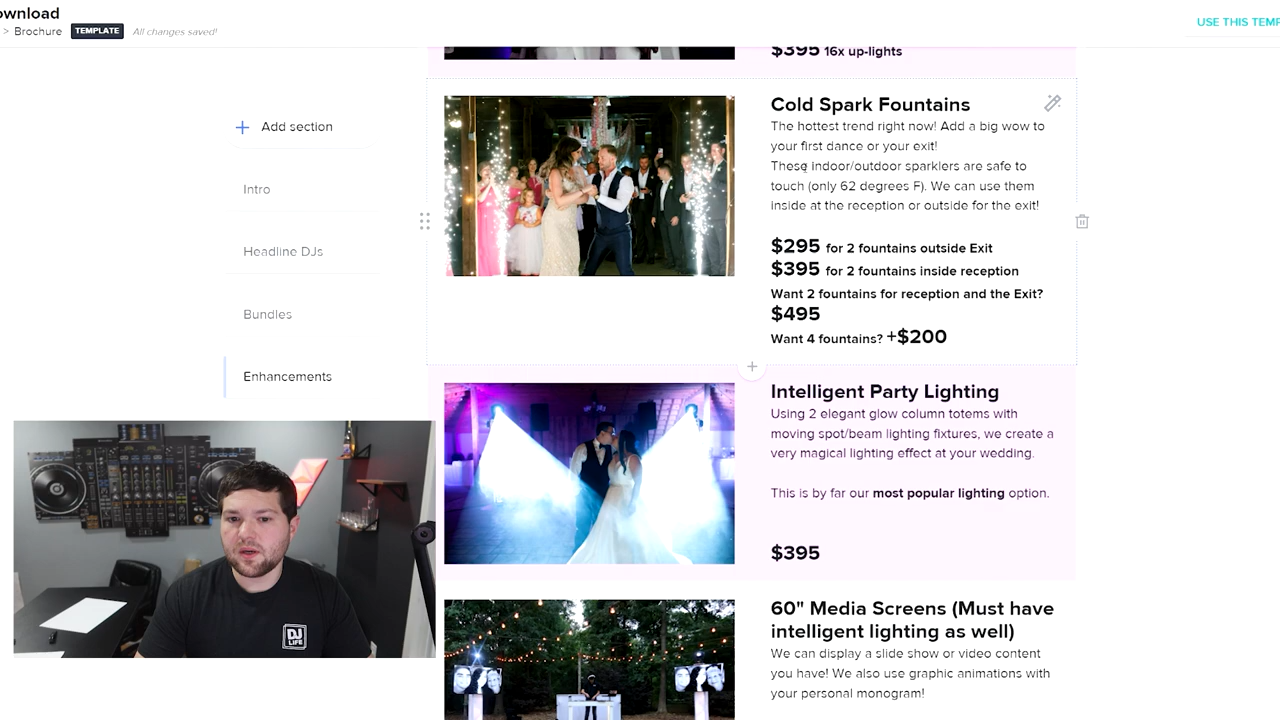 ownload
> Brochure TEMPLATE All changes saved!
USE THIS TEMP
$395 16x up-lights
Add section
Intro
Headline DJs
Bundles
Enhancements
Cold Spark Fountains
The hottest trend right now! Add a big wow to
your first dance or your exit!
These indoor/outdoor sparklers are safe to
touch (only 62 degrees F). We can use them
inside at the reception or outside for the exit!
$295 for 2 fountains outside Exit
$395 for 2 fountains inside reception
Want 2 fountains for reception and the Exit?
$495
Want 4 fountains? +$200
Intelligent Party Lighting
Using 2 elegant glow column totems with
moving spot/beam lighting fixtures, we create a
very magical lighting effect at your wedding.
This is by far our most popular lighting option.
$395
60" Media Screens (Must have
intelligent lighting as well)
We can display a slide show or video content
you have! We also use graphic animations with
your personal monogram!
DJ
LIFE